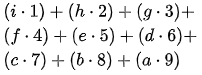 (i · 1) + (h · 2) + (g · 3)+
(f · 4) + (e · 5) + (d · 6)+
(c · 7) + (b · 8) + (a · 9)